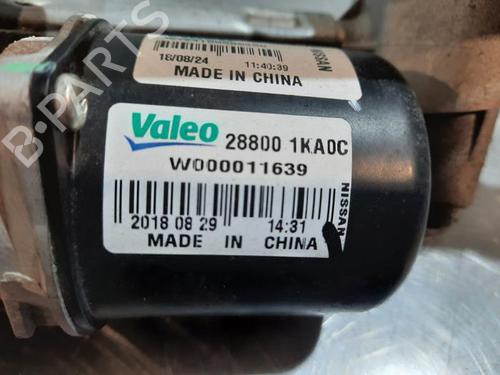 18/08/24 11:40:39
MADE IN CHINA
NISSAN
Valeo 28800 1KA0C
W000011639
2018 08 29 14:31
MADE IN CHINA
NISSAN
B-PARTS